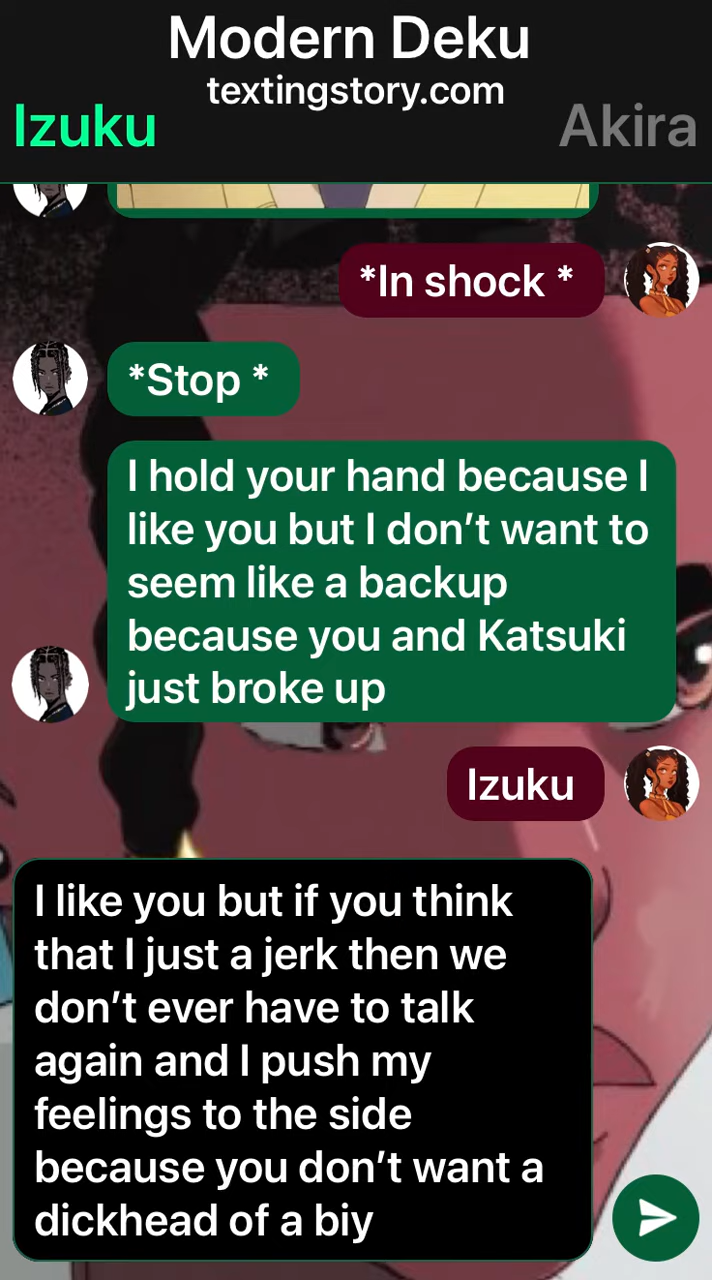 Modern Deku
textingstory.com
Izuku
Akira
*In shock *
*Stop *
I hold your hand because I
like you but I don’t want to
seem like a backup
because you and Katsuki
just broke up
Izuku
I like you but if you think
that I just a jerk then we
don’t ever have to talk
again and I push my
feelings to the side
because you don’t want a
dickhead of a biy